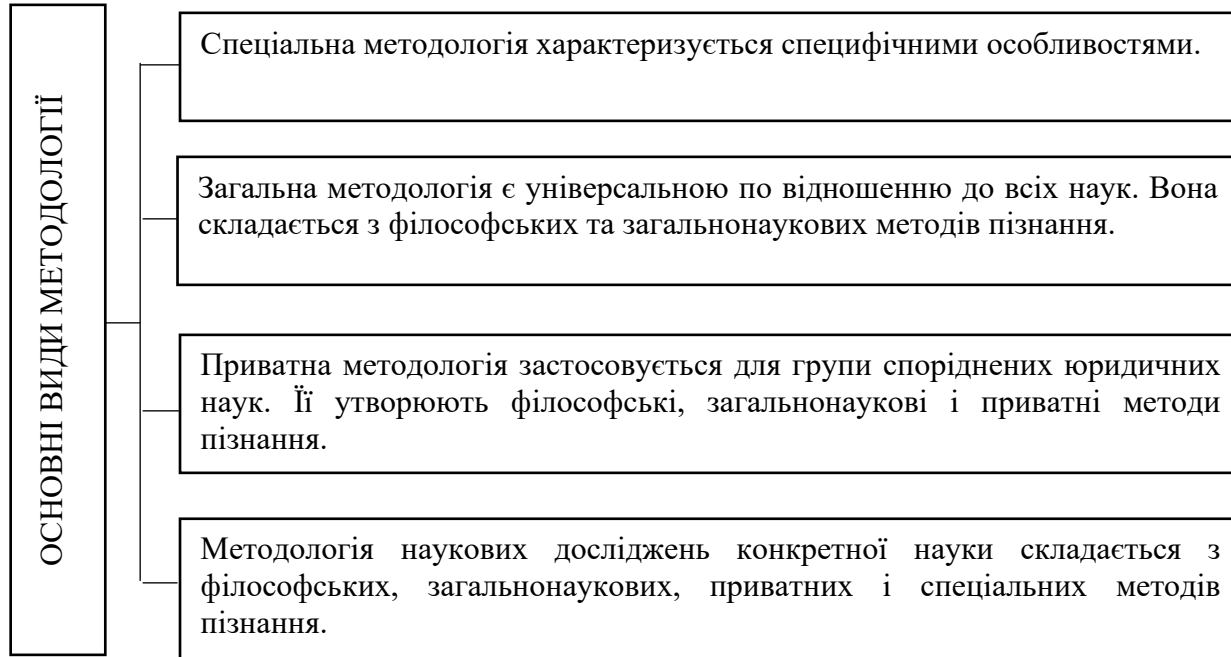 ОСНОВНІ ВИДИ МЕТОДОЛОГІЇ
Спеціальна методологія характеризується специфічними особливостями.
Загальна методологія є універсальною по відношенню до всіх наук. Вона
складається з філософських та загальнонаукових методів пізнання.
Приватна методологія застосовується для групи споріднених юридичних
наук. Її утворюють філософські, загальнонаукові і приватні методи
пізнання.
Методологія наукових досліджень конкретної науки складається з
філософських, загальнонаукових, приватних і спеціальних методів
пізнання.